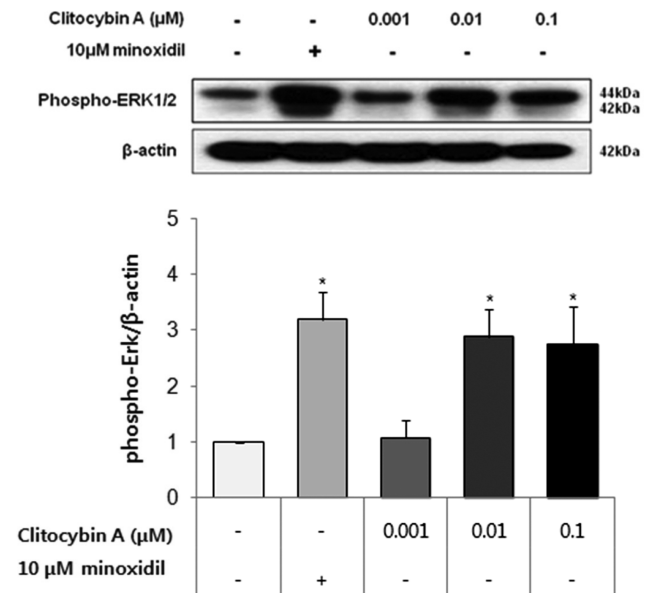 Clitocybin A (μM) - - 0.001 0.01 0.1
10μM minoxidil - + - - -
Phospho-ERK1/2 44kDa
42kDa
β-actin 42kDa
phospho-Erk/β-actin
5
4
3
2
1
0
* * *
Clitocybin A (μM) - - 0.001 0.01 0.1
10 μM minoxidil - + - - -